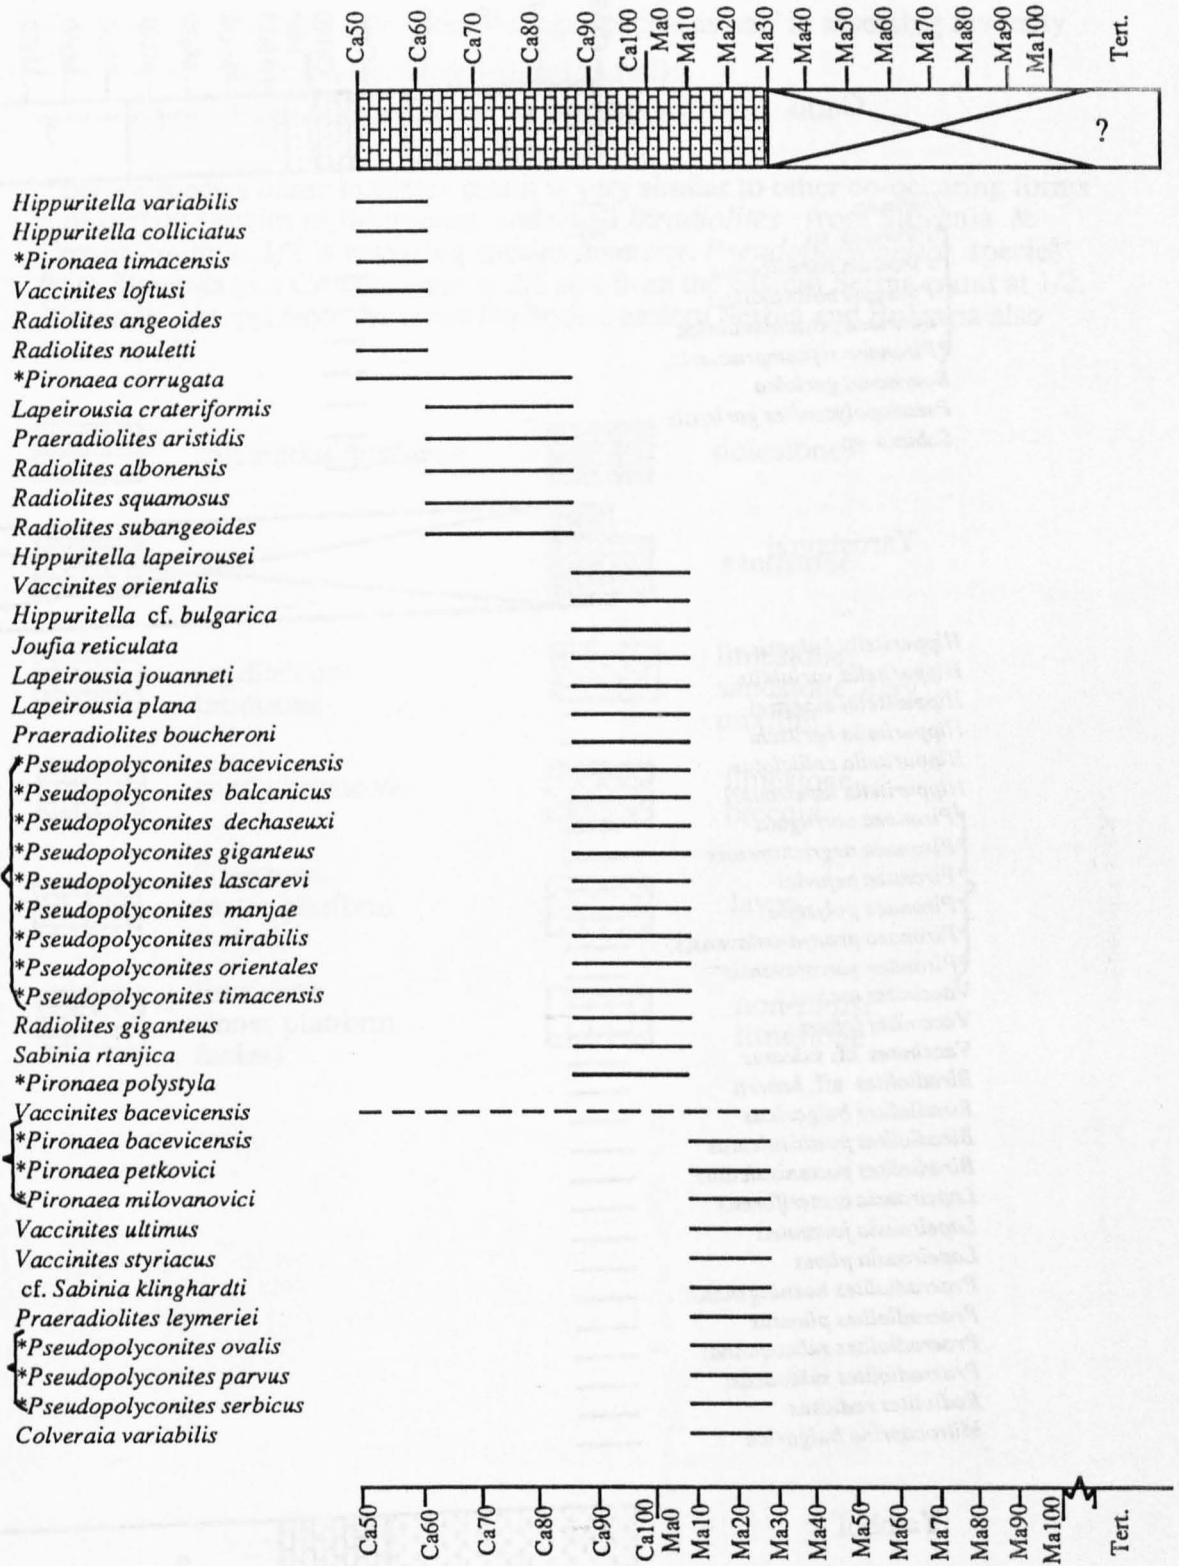 Ca50 Ca60 Ca70 Ca80 Ca90 Ca100 Ma0 Ma10 Ma20 Ma30 Ma40 Ma50 Ma60 Ma70 Ma80 Ma90 Ma100 Tert.
?
Hippuritella variabilis
Hippuritella colliciatus
*Pironaea timacensis
Vaccinites loftusi
Radiolites angeoides
Radiolites nouletti
*Pironaea corrugata
Lapeirousia crateriformis
Praeradiolites aristidis
Radiolites albonensis
Radiolites squamosus
Radiolites subangeoides
Hippuritella lapeirousei
Vaccinites orientalis
Hippuritella cf. bulgarica
Joufia reticulata
Lapeirousia jouanneti
Lapeirousia plana
Praeradiolites boucheroni
*Pseudopolyconites bacevicensis
*Pseudopolyconites balcanicus
*Pseudopolyconites dechaseuxi
*Pseudopolyconites giganteus
*Pseudopolyconites lascarevi
*Pseudopolyconites manjae
*Pseudopolyconites mirabilis
*Pseudopolyconites orientales
*Pseudopolyconites timacensis
Radiolites giganteus
Sabinia rtanjica
*Pironaea polystyla
Vaccinites bacevicensis
*Pironaea bacevicensis
*Pironaea petkovici
*Pironaea milovanovici
Vaccinites ultimus
Vaccinites styriacus
cf. Sabinia klinghardti
Praeradiolites leymeriei
*Pseudopolyconites ovalis
*Pseudopolyconites parvus
*Pseudopolyconites serbicus
Colveraia variabilis
Ca50 Ca60 Ca70 Ca80 Ca90 Ca100 Ma0 Ma10 Ma20 Ma30 Ma40 Ma50 Ma60 Ma70 Ma80 Ma90 Ma100 Tert.